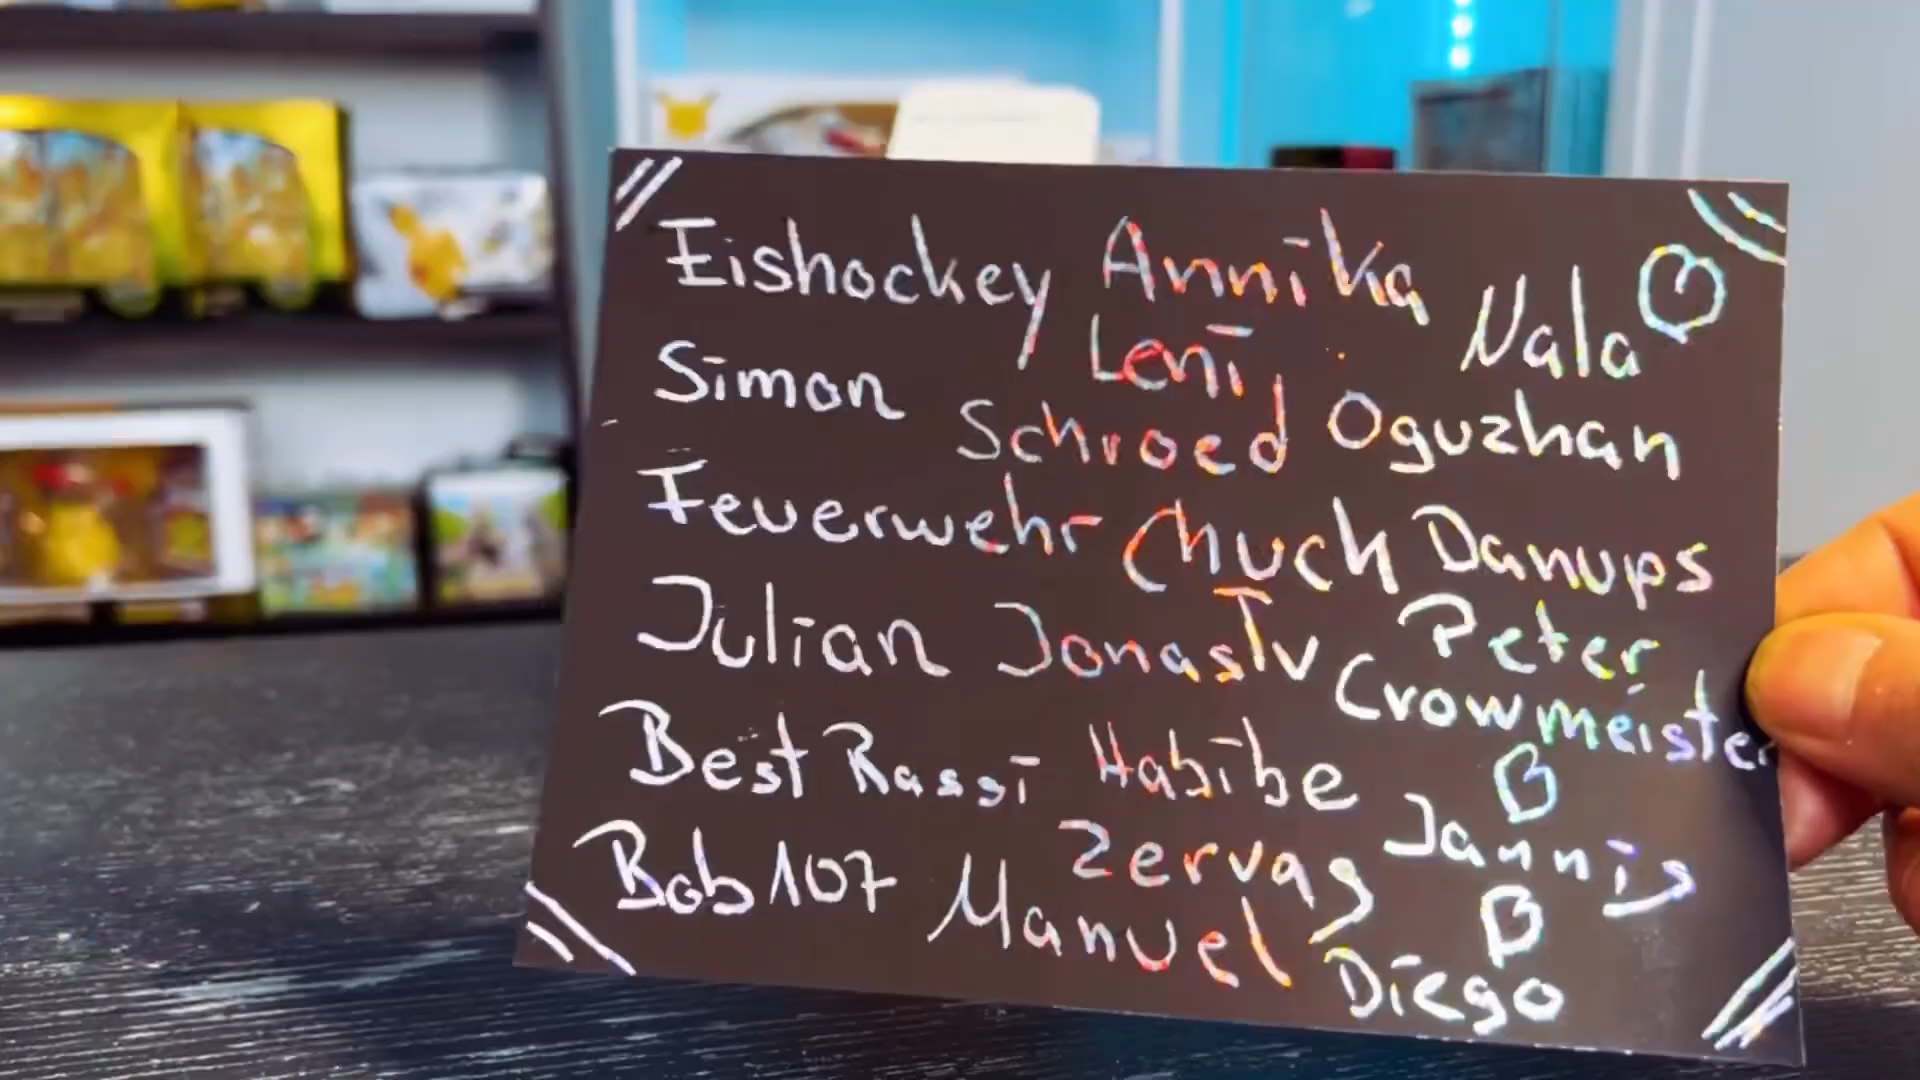 Eishockey Annika Nala
Leni
Simon Schroed Oguzhan
Feuerwehr Chuck Danups
Julian JonasTv Peter
Crowmeister
Best Rassi Habibe
Zervas Jannis
Bob107 Manuel
Diego